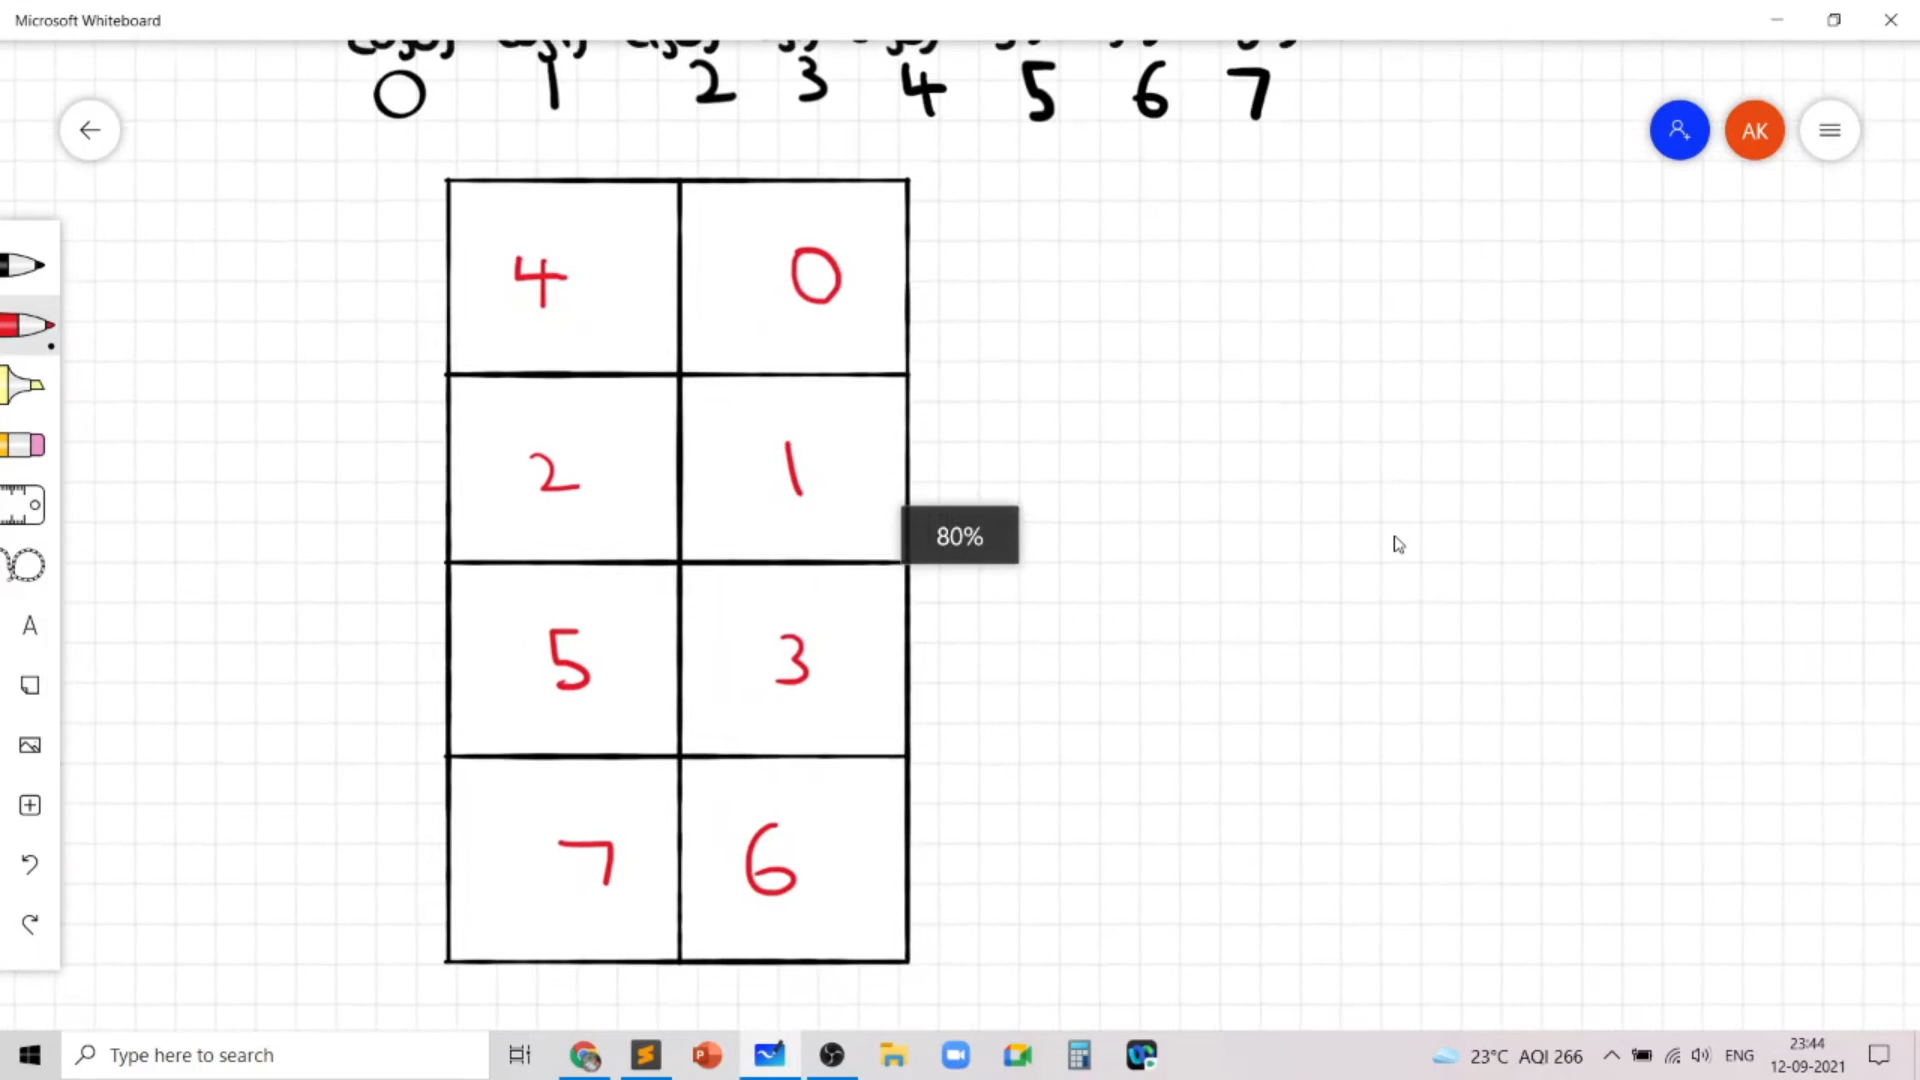 Microsoft Whiteboard
0 1 2 3 4 5 6 7
AK
4 0
2 1
80%
5 3
7 6
A
Type here to search
23°C AQI 266
ENG
23:44
12-09-2021